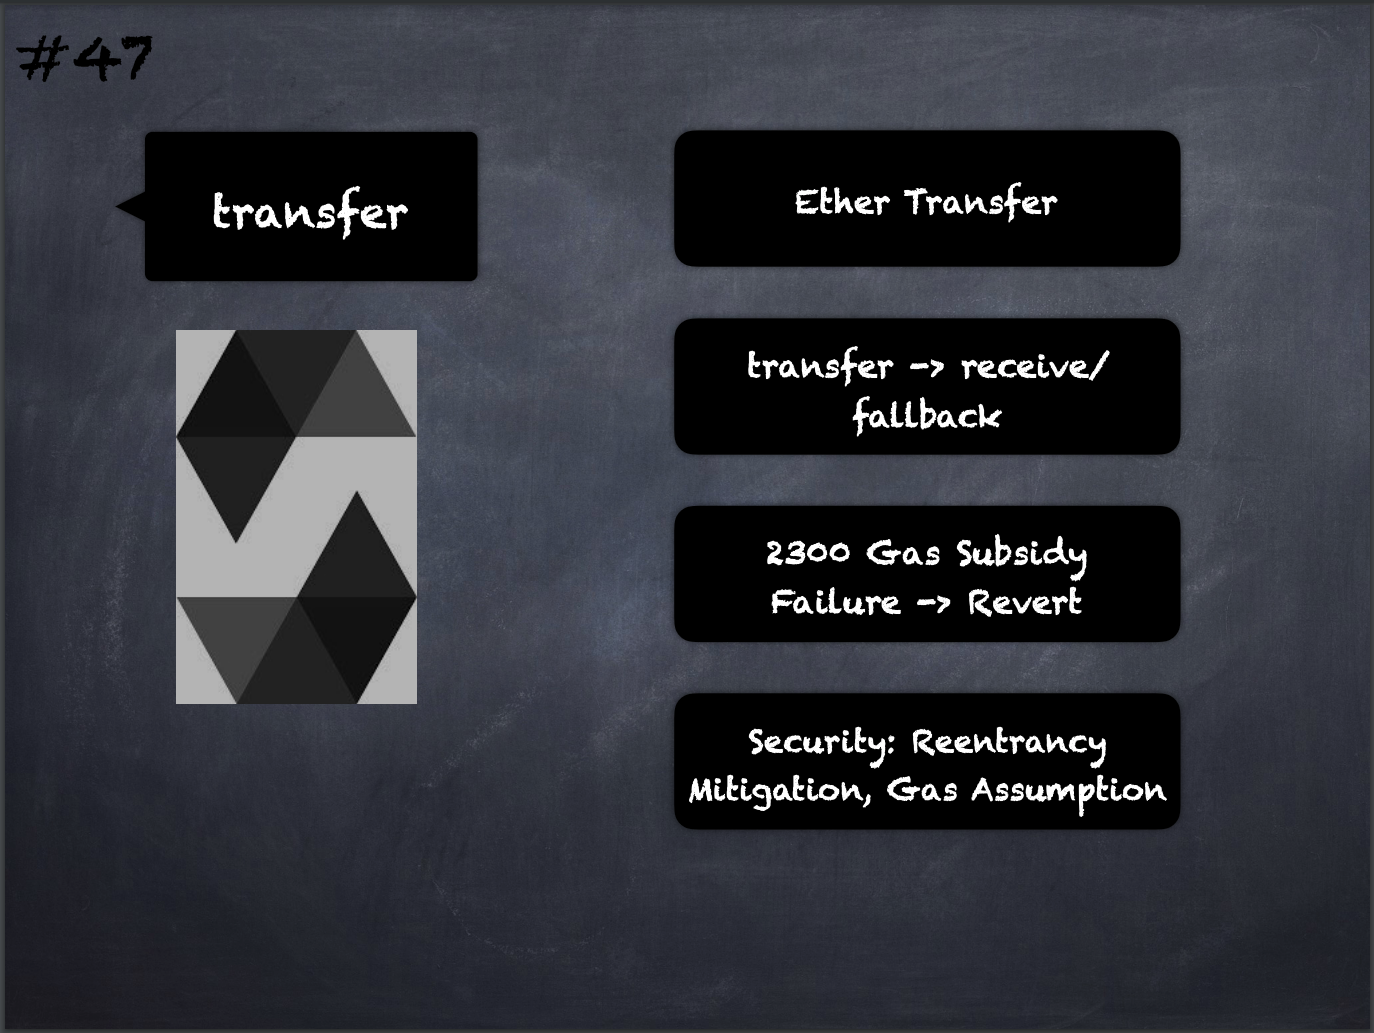 #47
transfer
Ether Transfer
transfer -> receive/
fallback
2300 Gas Subsidy
Failure -> Revert
Security: Reentrancy
Mitigation, Gas Assumption